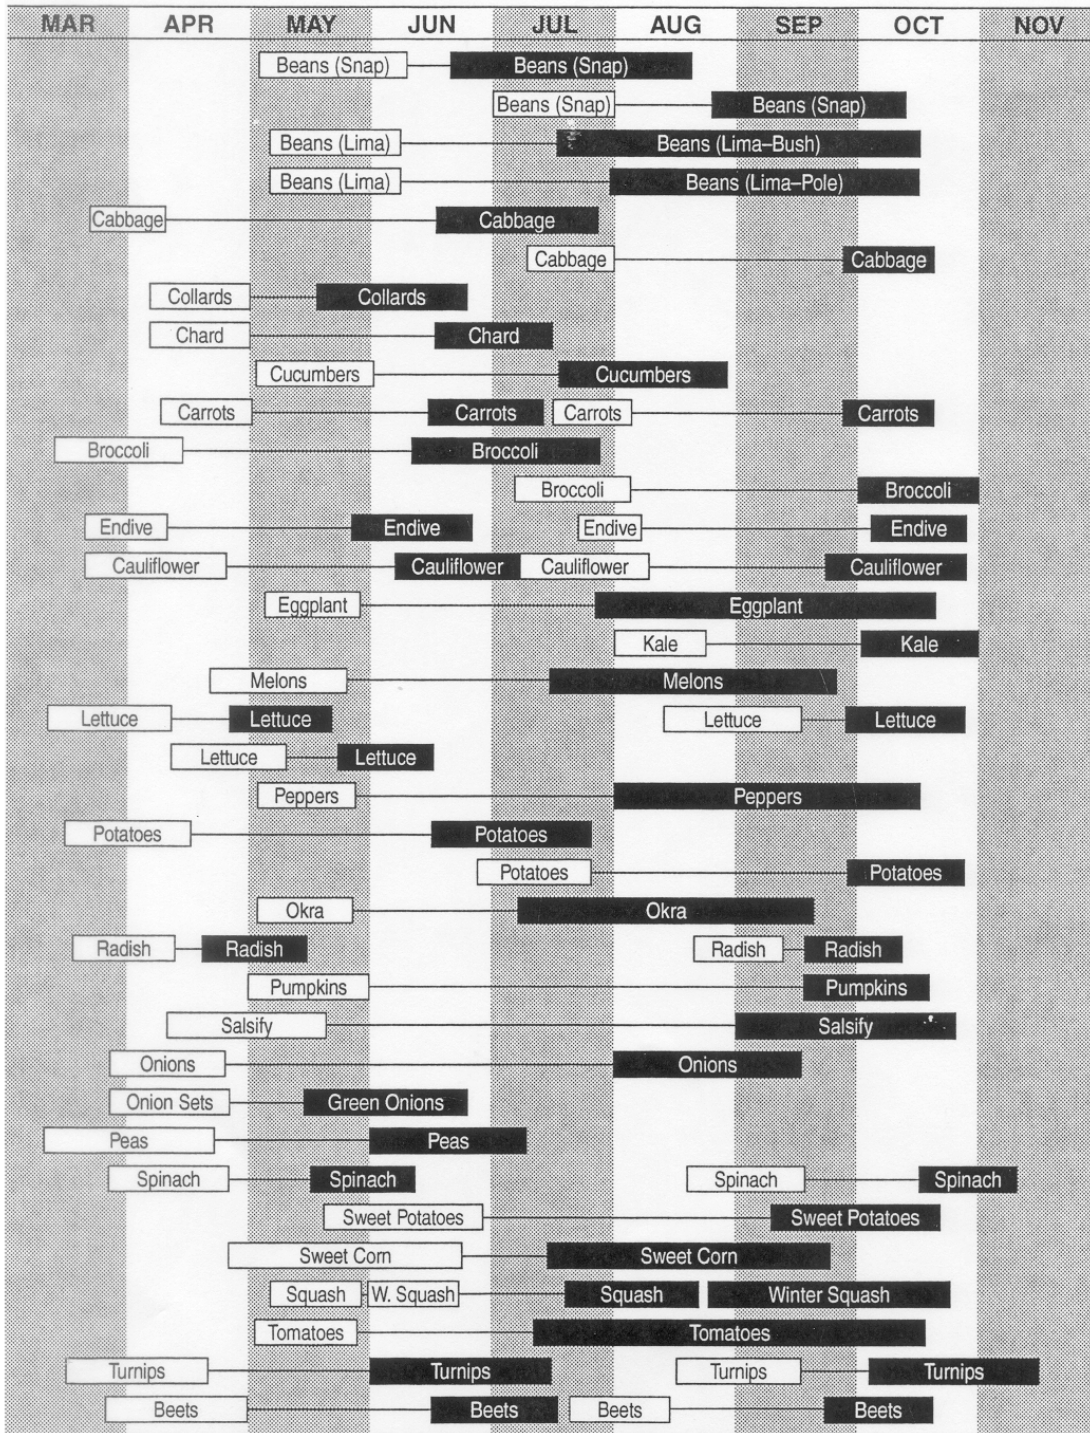 MAR APR MAY JUN JUL AUG SEP OCT NOV
Beans (Snap) Beans (Snap)
Beans (Snap) Beans (Snap)
Beans (Lima) Beans (Lima–Bush)
Beans (Lima) Beans (Lima–Pole)
Cabbage Cabbage
Cabbage Cabbage
Collards Collards
Chard Chard
Cucumbers Cucumbers
Carrots Carrots Carrots Carrots
Broccoli Broccoli
Broccoli Broccoli
Endive Endive Endive Endive
Cauliflower Cauliflower Cauliflower Cauliflower
Eggplant Eggplant
Kale Kale
Melons Melons
Lettuce Lettuce Lettuce Lettuce
Lettuce Lettuce
Peppers Peppers
Potatoes Potatoes
Potatoes Potatoes
Okra Okra
Radish Radish Radish Radish
Pumpkins Pumpkins
Salsify Salsify
Onions Onions
Onion Sets Green Onions
Peas Peas
Spinach Spinach Spinach Spinach
Sweet Potatoes Sweet Potatoes
Sweet Corn Sweet Corn
Squash W. Squash Squash Winter Squash
Tomatoes Tomatoes
Turnips Turnips Turnips Turnips
Beets Beets Beets Beets